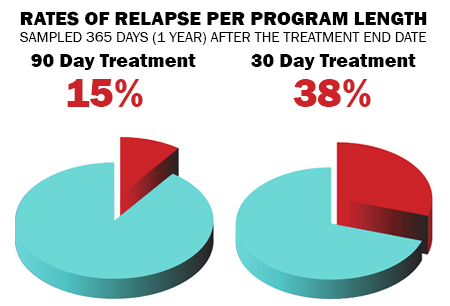 RATES OF RELAPSE PER PROGRAM LENGTH
SAMPLED 365 DAYS (1 YEAR) AFTER THE TREATMENT END DATE
90 Day Treatment
15%
30 Day Treatment
38%